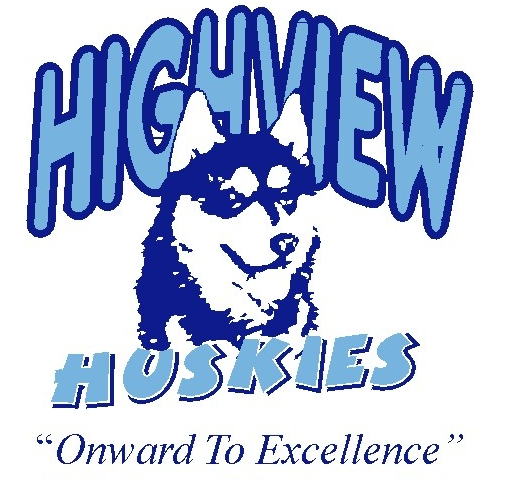 HIGHVIEW
HUSKIES
“Onward To Excellence”